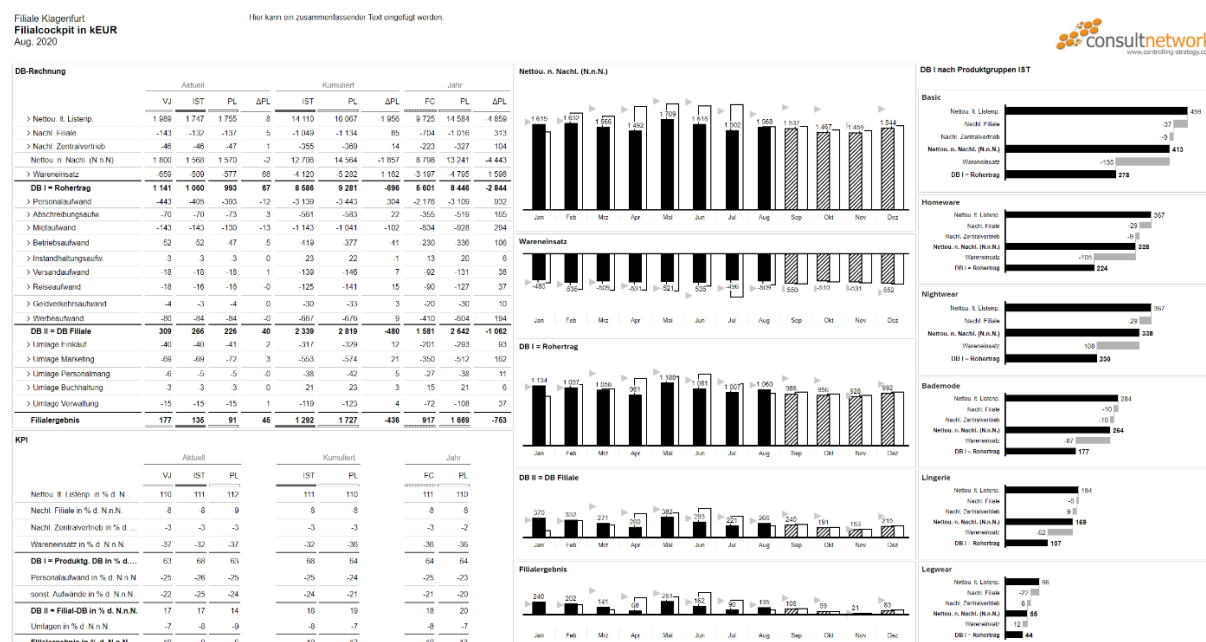 Filiale Klagenfurt
Filialcockpit in kEUR
Aug. 2020
Hier kann ein zusammenfassender Text eingefügt werden.
consultnetwork
www.controlling-strategy.co
DB-Rechnung
Aktuell Kumuliert Jahr
VJ IST PL ΔPL IST PL ΔPL FC PL ΔPL
> Nettou. lt. Listenp. 1 989 1 747 1 755 -8 14 110 16 067 -1 956 9 725 14 584 -4 859
> Nachl. Filiale -143 -132 -137 5 -1 049 -1 134 85 -704 -1 016 313
> Nachl. Zentralvertrieb -46 -46 -47 1 -355 -369 14 -223 -327 104
Nettou. n. Nachl. (N.n.N.) 1 800 1 568 1 570 -2 12 706 14 564 -1 857 8 798 13 241 -4 443
> Wareneinsatz -659 -509 -577 68 -4 120 -5 282 1 162 -3 197 -4 795 1 598
DB I = Rohertrag 1 141 1 060 993 67 8 586 9 281 -696 5 601 8 446 -2 844
> Personalaufwand -443 -405 -393 -12 -3 139 -3 443 304 -2 176 -3 109 932
> Abschreibungsaufw. -70 -70 -73 3 -561 -583 22 -355 -519 165
> Mietaufwand -143 -143 -130 -13 -1 143 -1 041 -102 -634 -928 294
> Betriebsaufwand -52 -52 -47 -5 -419 -377 -41 -230 -336 106
> Instandhaltungsaufw. -3 -3 -3 0 -23 -22 -1 -13 -20 6
> Versandaufwand -18 -18 -18 1 -139 -146 7 -92 -131 38
> Reiseaufwand -18 -16 -16 -0 -125 -141 15 -90 -127 37
> Geldverkehrsaufwand -4 -3 -4 0 -30 -33 3 -20 -30 10
> Werbeaufwand -80 -84 -84 -0 -667 -676 9 -410 -604 194
DB II = DB Filiale 309 266 226 40 2 339 2 819 -480 1 581 2 642 -1 062
> Umlage Einkauf -40 -40 -41 2 -317 -329 12 -201 -293 93
> Umlage Marketing -69 -69 -72 3 -553 -574 21 -350 -512 162
> Umlage Personalmang. -6 -5 -5 -0 -38 -42 5 -27 -38 11
> Umlage Buchhaltung -3 -3 -3 0 -21 -23 3 -15 -21 6
> Umlage Verwaltung -15 -15 -15 1 -119 -123 4 -72 -108 37
Filialergebnis 177 135 91 45 1 292 1 727 -436 917 1 669 -753
KPI
Aktuell Kumuliert Jahr
VJ IST PL IST PL FC PL
Nettou. lt. Listenp. in % d. N... 110 111 112 111 110 111 110
Nachl. Filiale in % d. N.n.N. -8 -8 -9 -8 -8 -8 -8
Nachl. Zentralvertrieb in % d. ... -3 -3 -3 -3 -3 -3 -2
Wareneinsatz in % d. N.n.N. -37 -32 -37 -32 -36 -36 -36
DB I = Produktg. DB in % d.... 63 68 63 68 64 64 64
Personalaufwand in % d. N.n.N. -25 -26 -25 -25 -24 -25 -23
sonst. Aufwände in % d. N.n.N. -22 -25 -24 -24 -21 -21 -20
DB II = Filial-DB in % d. N.n.N. 17 17 14 18 19 18 20
Umlagen in % d. N.n.N. -7 -8 -9 -8 -7 -8 -7
Nettou. n. Nachl. (N.n.N.)
1 615 1 632 1 566 1 492 1 709 1 616 1 502 1 568 1 537 1 467 1 459 1 544
Jan Feb Mrz Apr Mai Jun Jul Aug Sep Okt Nov Dez
Wareneinsatz
-480 -535 -509 -531 -521 -535 -496 -509 -550 -510 -531 -552
Jan Feb Mrz Apr Mai Jun Jul Aug Sep Okt Nov Dez
DB I = Rohertrag
1 134 1 097 1 056 961 1 188 1 081 1 007 1 060 986 956 928 992
Jan Feb Mrz Apr Mai Jun Jul Aug Sep Okt Nov Dez
DB II = DB Filiale
370 332 271 200 382 293 221 266 240 191 153 215
Jan Feb Mrz Apr Mai Jun Jul Aug Sep Okt Nov Dez
Filialergebnis
240 202 141 68 251 162 90 135 108 59 21 83
Jan Feb Mrz Apr Mai Jun Jul Aug Sep Okt Nov Dez
DB I nach Produktgruppen IST
Basic
Nettou. lt. Listenp. 459
Nachl. Filiale -37
Nachl. Zentralvertrieb -9
Nettou. n. Nachl. (N.n.N.) 413
Wareneinsatz -135
DB I = Rohertrag 278
Homeware
Nettou. lt. Listenp. 367
Nachl. Filiale -29
Nachl. Zentralvertrieb -9
Nettou. n. Nachl. (N.n.N.) 328
Wareneinsatz -105
DB I = Rohertrag 224
Nightwear
Nettou. lt. Listenp. 367
Nachl. Filiale -29
Nettou. n. Nachl. (N.n.N.) 338
Wareneinsatz -108
DB I = Rohertrag 230
Bademode
Nettou. lt. Listenp. 284
Nachl. Filiale -10
Nachl. Zentralvertrieb -10
Nettou. n. Nachl. (N.n.N.) 264
Wareneinsatz -87
DB I = Rohertrag 177
Lingerie
Nettou. lt. Listenp. 184
Nachl. Filiale -5
Nachl. Zentralvertrieb -9
Nettou. n. Nachl. (N.n.N.) 169
Wareneinsatz -62
DB I = Rohertrag 107
Legwear
Nettou. lt. Listenp. 86
Nachl. Filiale -22
Nachl. Zentralvertrieb -8
Nettou. n. Nachl. (N.n.N.) 55
Wareneinsatz -12
DB I = Rohertrag 44